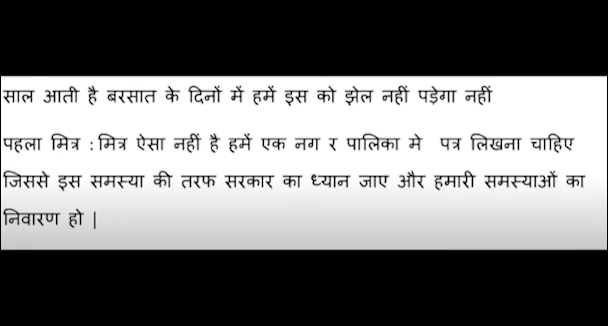 साल आती है बरसात के दिनों में हमें इस को झेल नहीं पड़ेगा नहीं
पहला मित्र : मित्र ऐसा नहीं है हमें एक नग र पालिका मे पत्र लिखना चाहिए
जिससे इस समस्या की तरफ सरकार का ध्यान जाए और हमारी समस्याओं का
निवारण हो |